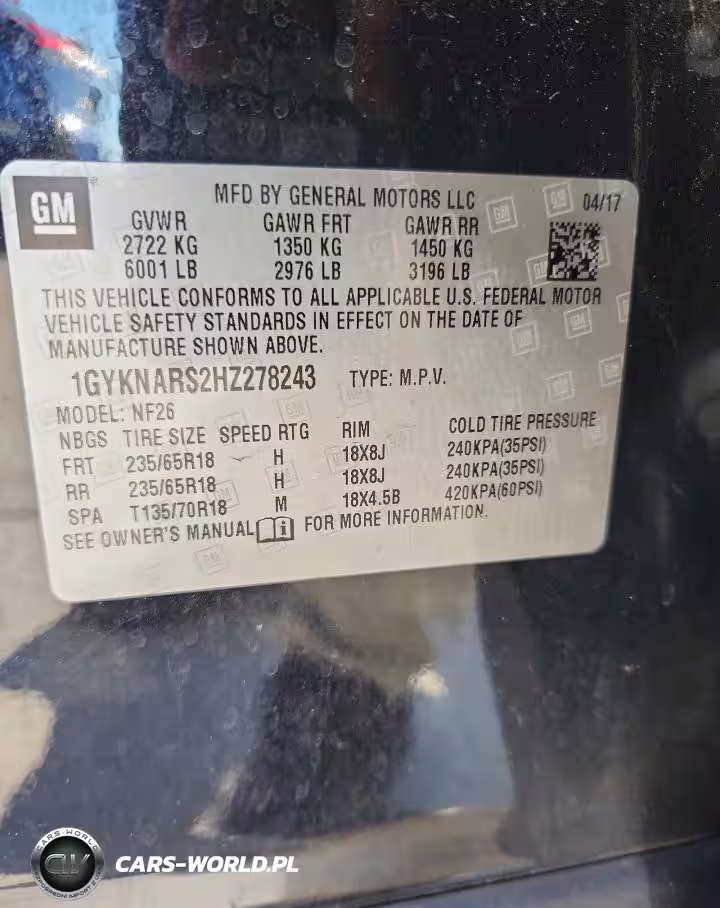 GM
MFD BY GENERAL MOTORS LLC 04/17
GVWR GAWR FRT GAWR RR
2722 KG 1350 KG 1450 KG
6001 LB 2976 LB 3196 LB
THIS VEHICLE CONFORMS TO ALL APPLICABLE U.S. FEDERAL MOTOR
VEHICLE SAFETY STANDARDS IN EFFECT ON THE DATE OF
MANUFACTURE SHOWN ABOVE.
1GYKNARS2HZ278243 TYPE: M.P.V.
MODEL: NF26
NBGS TIRE SIZE SPEED RTG RIM COLD TIRE PRESSURE
FRT 235/65R18 H 18X8J 240KPA(35PSI)
RR 235/65R18 H 18X8J 240KPA(35PSI)
SPA T135/70R18 M 18X4.5B 420KPA(60PSI)
SEE OWNER'S MANUAL FOR MORE INFORMATION.
CARS-WORLD
CW
CARS-WORLD.PL